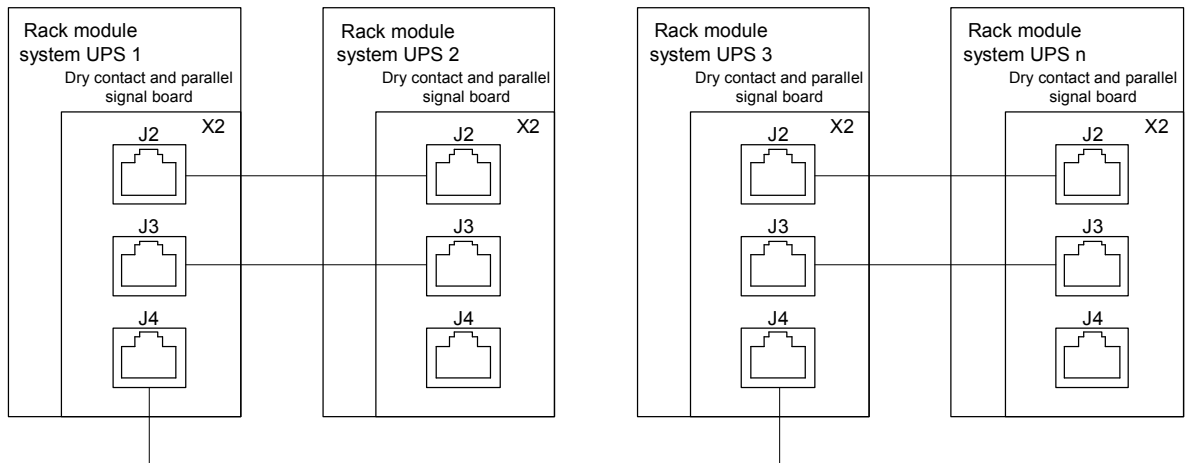 Rack module
system UPS 1
Dry contact and parallel
signal board
X2
J2
J3
J4
Rack module
system UPS 2
Dry contact and parallel
signal board
X2
J2
J3
J4
Rack module
system UPS 3
Dry contact and parallel
signal board
X2
J2
J3
J4
Rack module
system UPS n
Dry contact and parallel
signal board
X2
J2
J3
J4